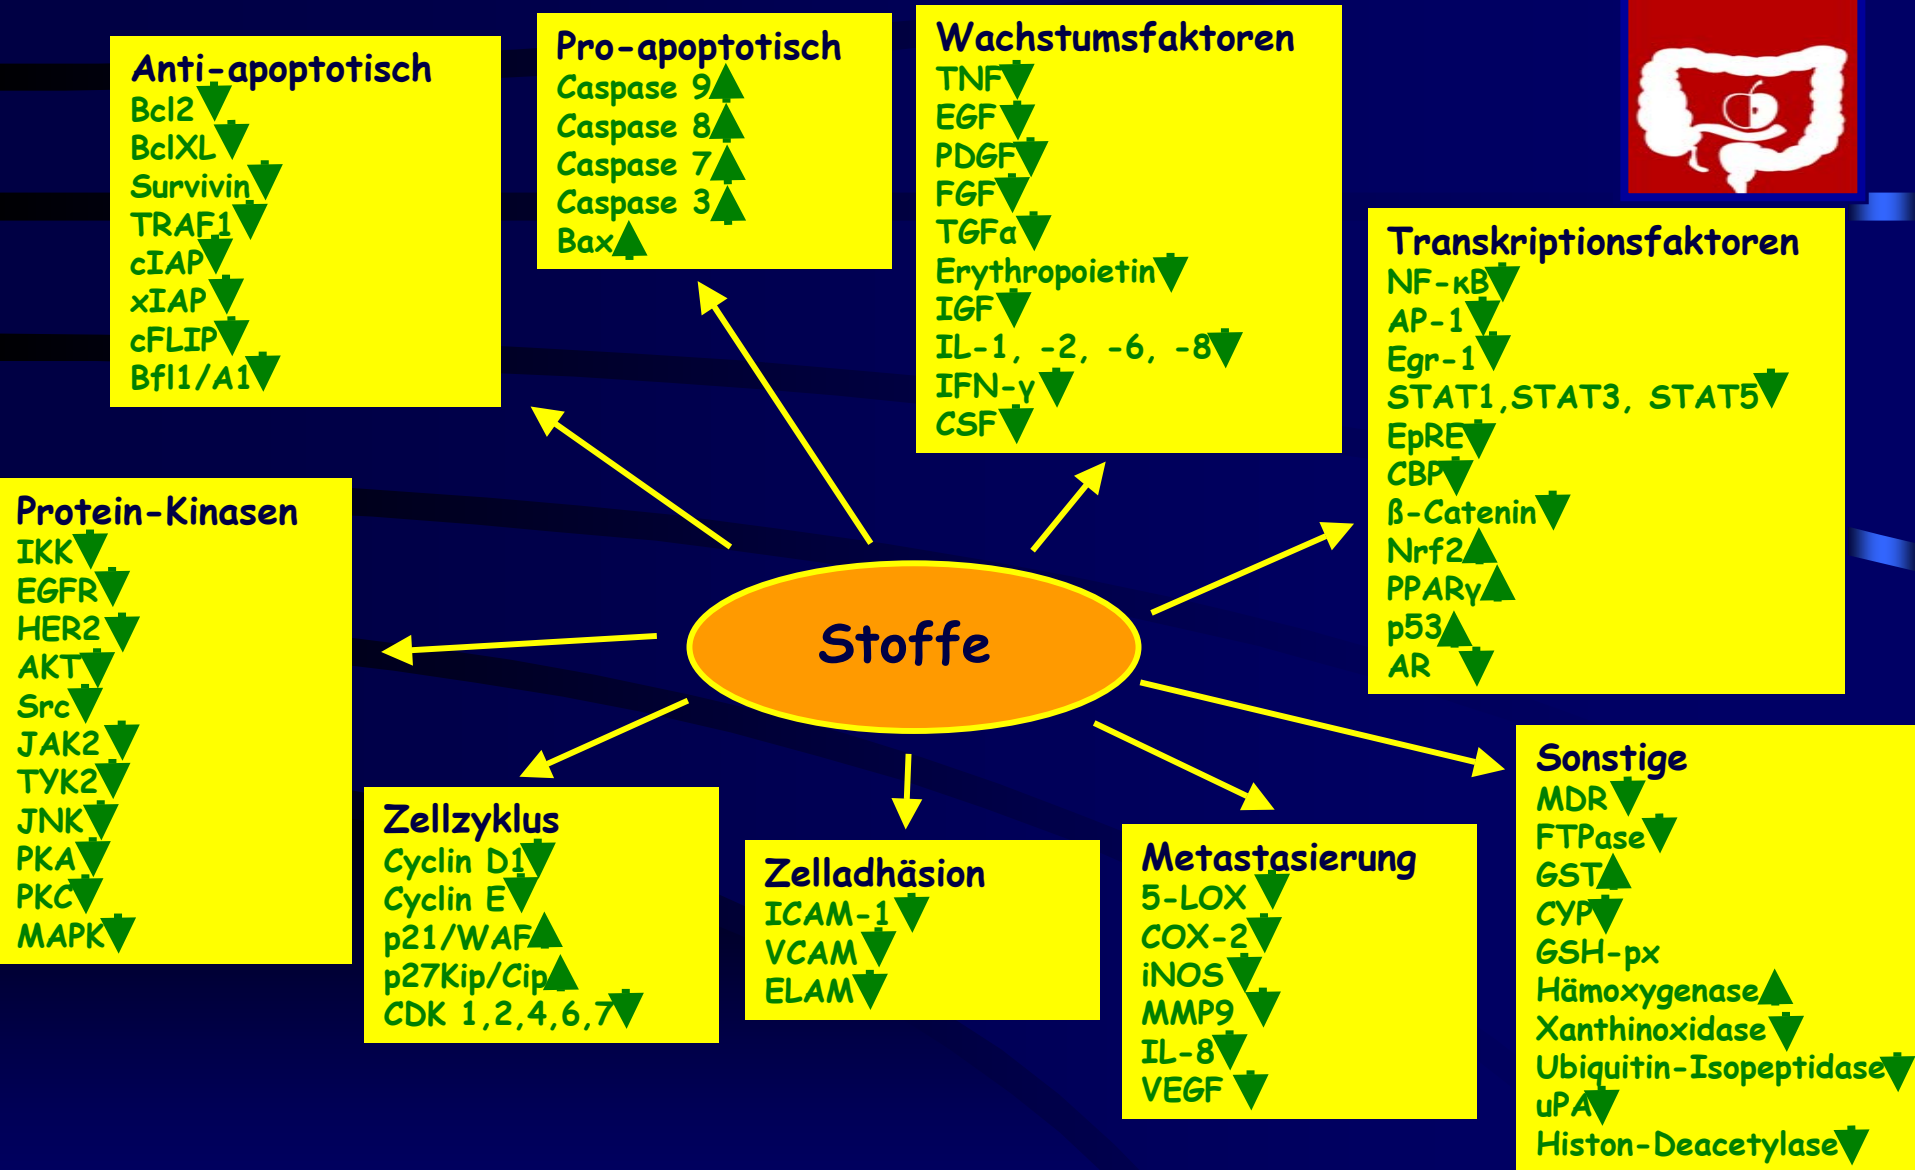 Anti-apoptotisch
Bcl2
BclXL
Survivin
TRAF1
cIAP
xIAP
cFLIP
Bfl1/A1
Pro-apoptotisch
Caspase 9
Caspase 8
Caspase 7
Caspase 3
Bax
Wachstumsfaktoren
TNF
EGF
PDGF
FGF
TGFα
Erythropoietin
IGF
IL-1, -2, -6, -8
IFN-γ
CSF
Transkriptionsfaktoren
NF-κB
AP-1
Egr-1
STAT1,STAT3, STAT5
EpRE
CBP
ß-Catenin
Nrf2
PPARγ
p53
AR
Protein-Kinasen
IKK
EGFR
HER2
AKT
Src
JAK2
TYK2
JNK
PKA
PKC
MAPK
Stoffe
Zellzyklus
Cyclin D1
Cyclin E
p21/WAF
p27Kip/Cip
CDK 1,2,4,6,7
Zelladhäsion
ICAM-1
VCAM
ELAM
Metastasierung
5-LOX
COX-2
iNOS
MMP9
IL-8
VEGF
Sonstige
MDR
FTPase
GST
CYP
GSH-px
Hämoxygenase
Xanthinoxidase
Ubiquitin-Isopeptidase
uPA
Histon-Deacetylase